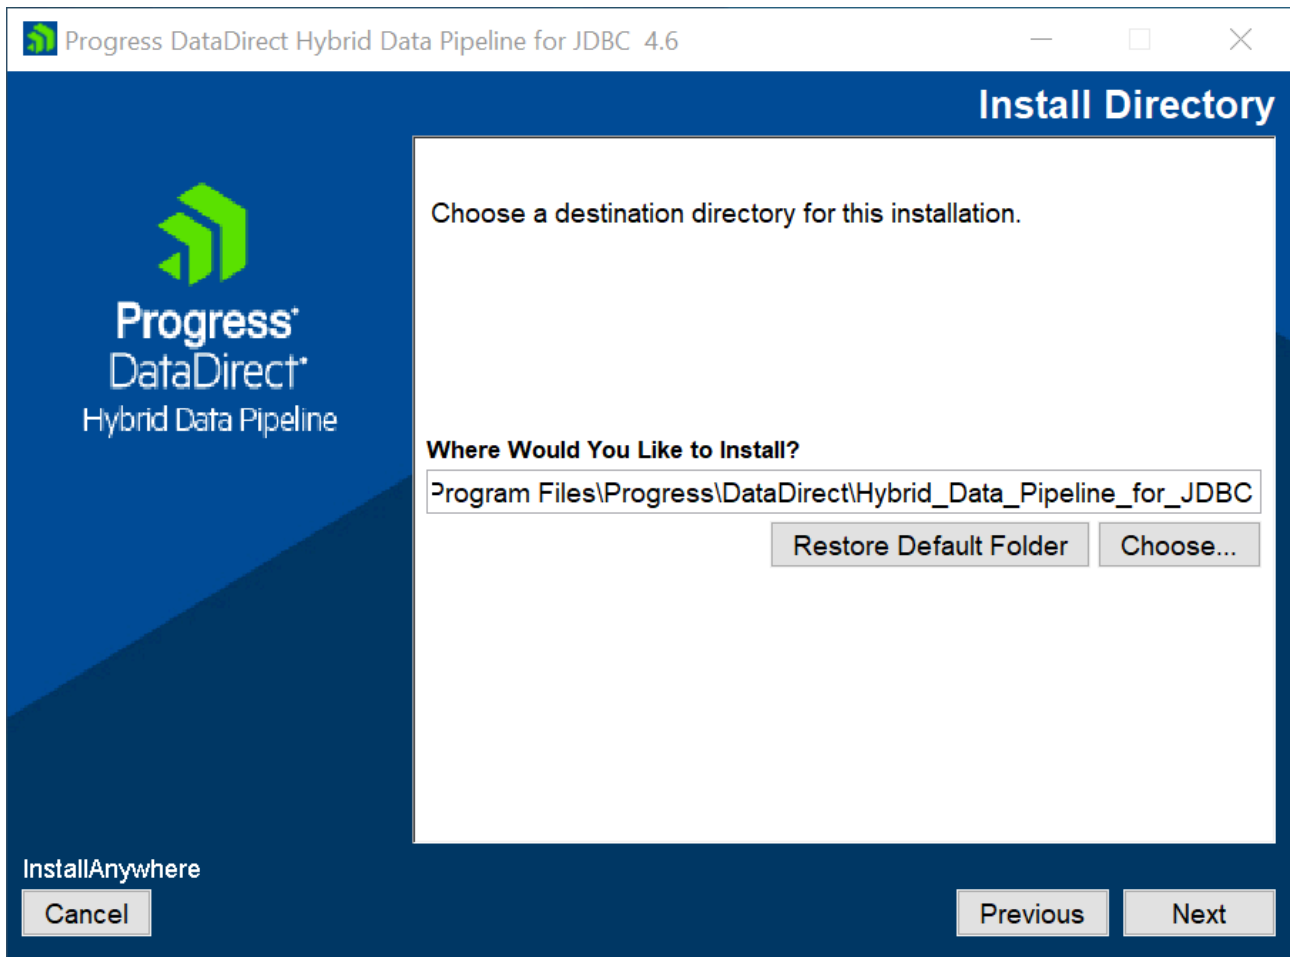 Progress DataDirect Hybrid Data Pipeline for JDBC 4.6
Install Directory
Progress
DataDirect
Hybrid Data Pipeline
Choose a destination directory for this installation.
Where Would You Like to Install?
Program Files\Progress\DataDirect\Hybrid_Data_Pipeline_for_JDBC
Restore Default Folder
Choose...
InstallAnywhere
Cancel
Previous
Next